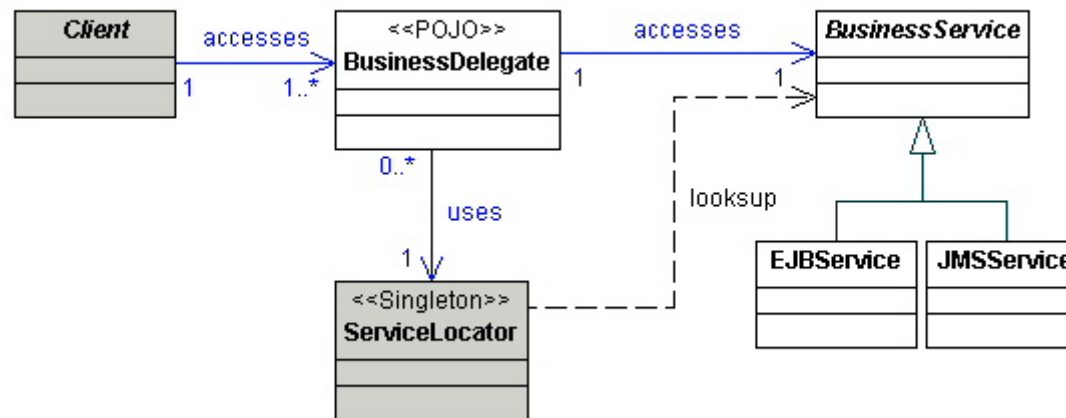 Client
accesses
1
1..*
<<POJO>>
BusinessDelegate
accesses
1
1
BusinessService
0..*
uses
1
looksup
<<Singleton>>
ServiceLocator
EJBService
JMSService